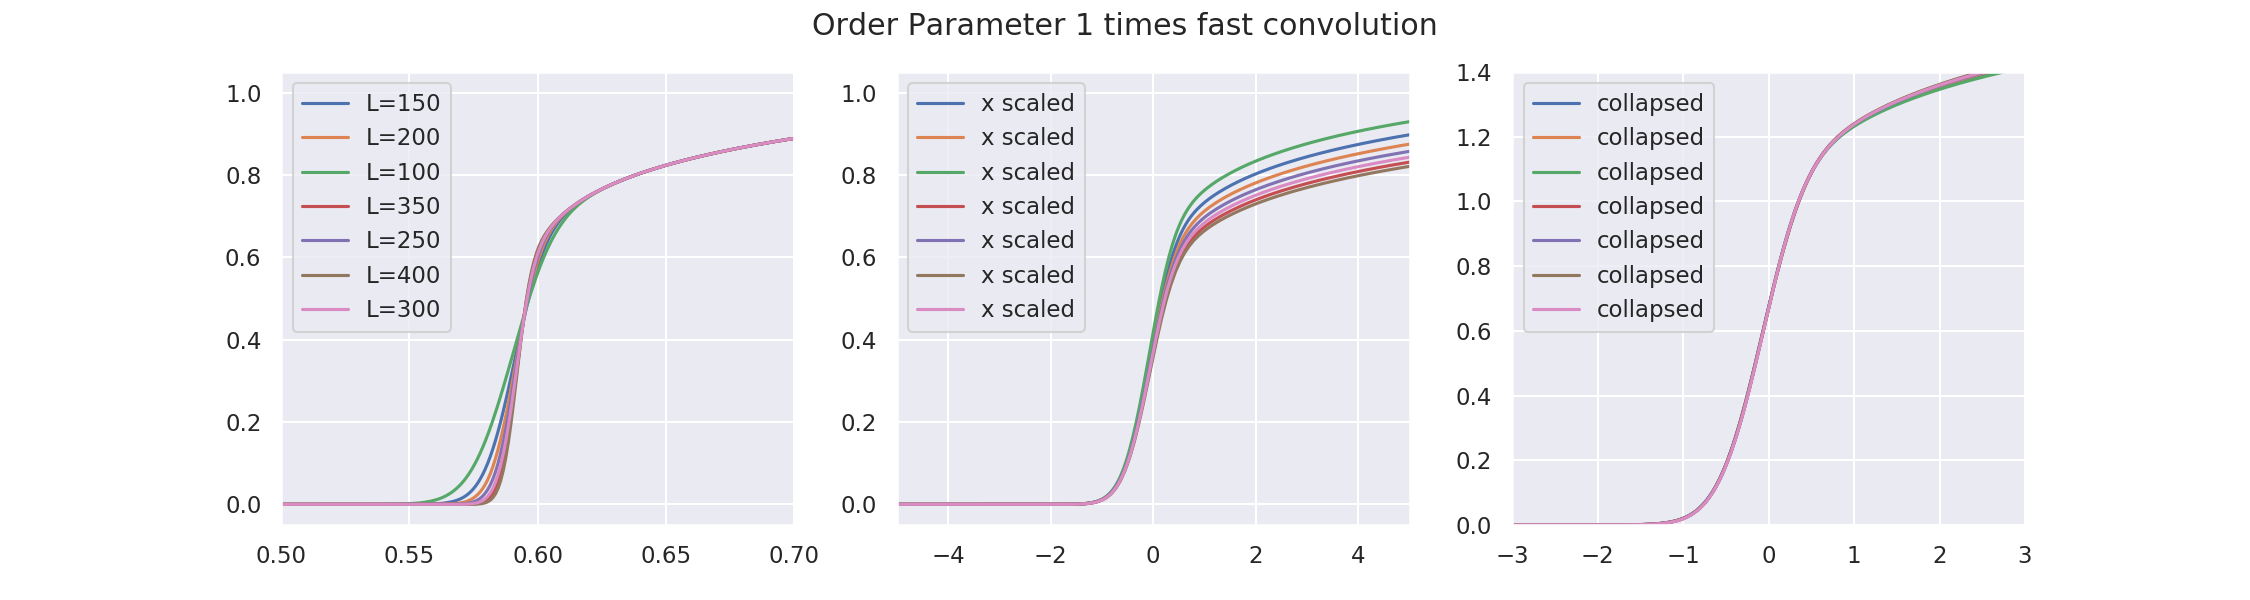 Order Parameter 1 times fast convolution
1.0
0.8
0.6
0.4
0.2
0.0
0.50 0.55 0.60 0.65 0.70
L=150
L=200
L=100
L=350
L=250
L=400
L=300
1.0
0.8
0.6
0.4
0.2
0.0
−4 −2 0 2 4
x scaled
x scaled
x scaled
x scaled
x scaled
x scaled
x scaled
1.4
1.2
1.0
0.8
0.6
0.4
0.2
0.0
−3 −2 −1 0 1 2 3
collapsed
collapsed
collapsed
collapsed
collapsed
collapsed
collapsed